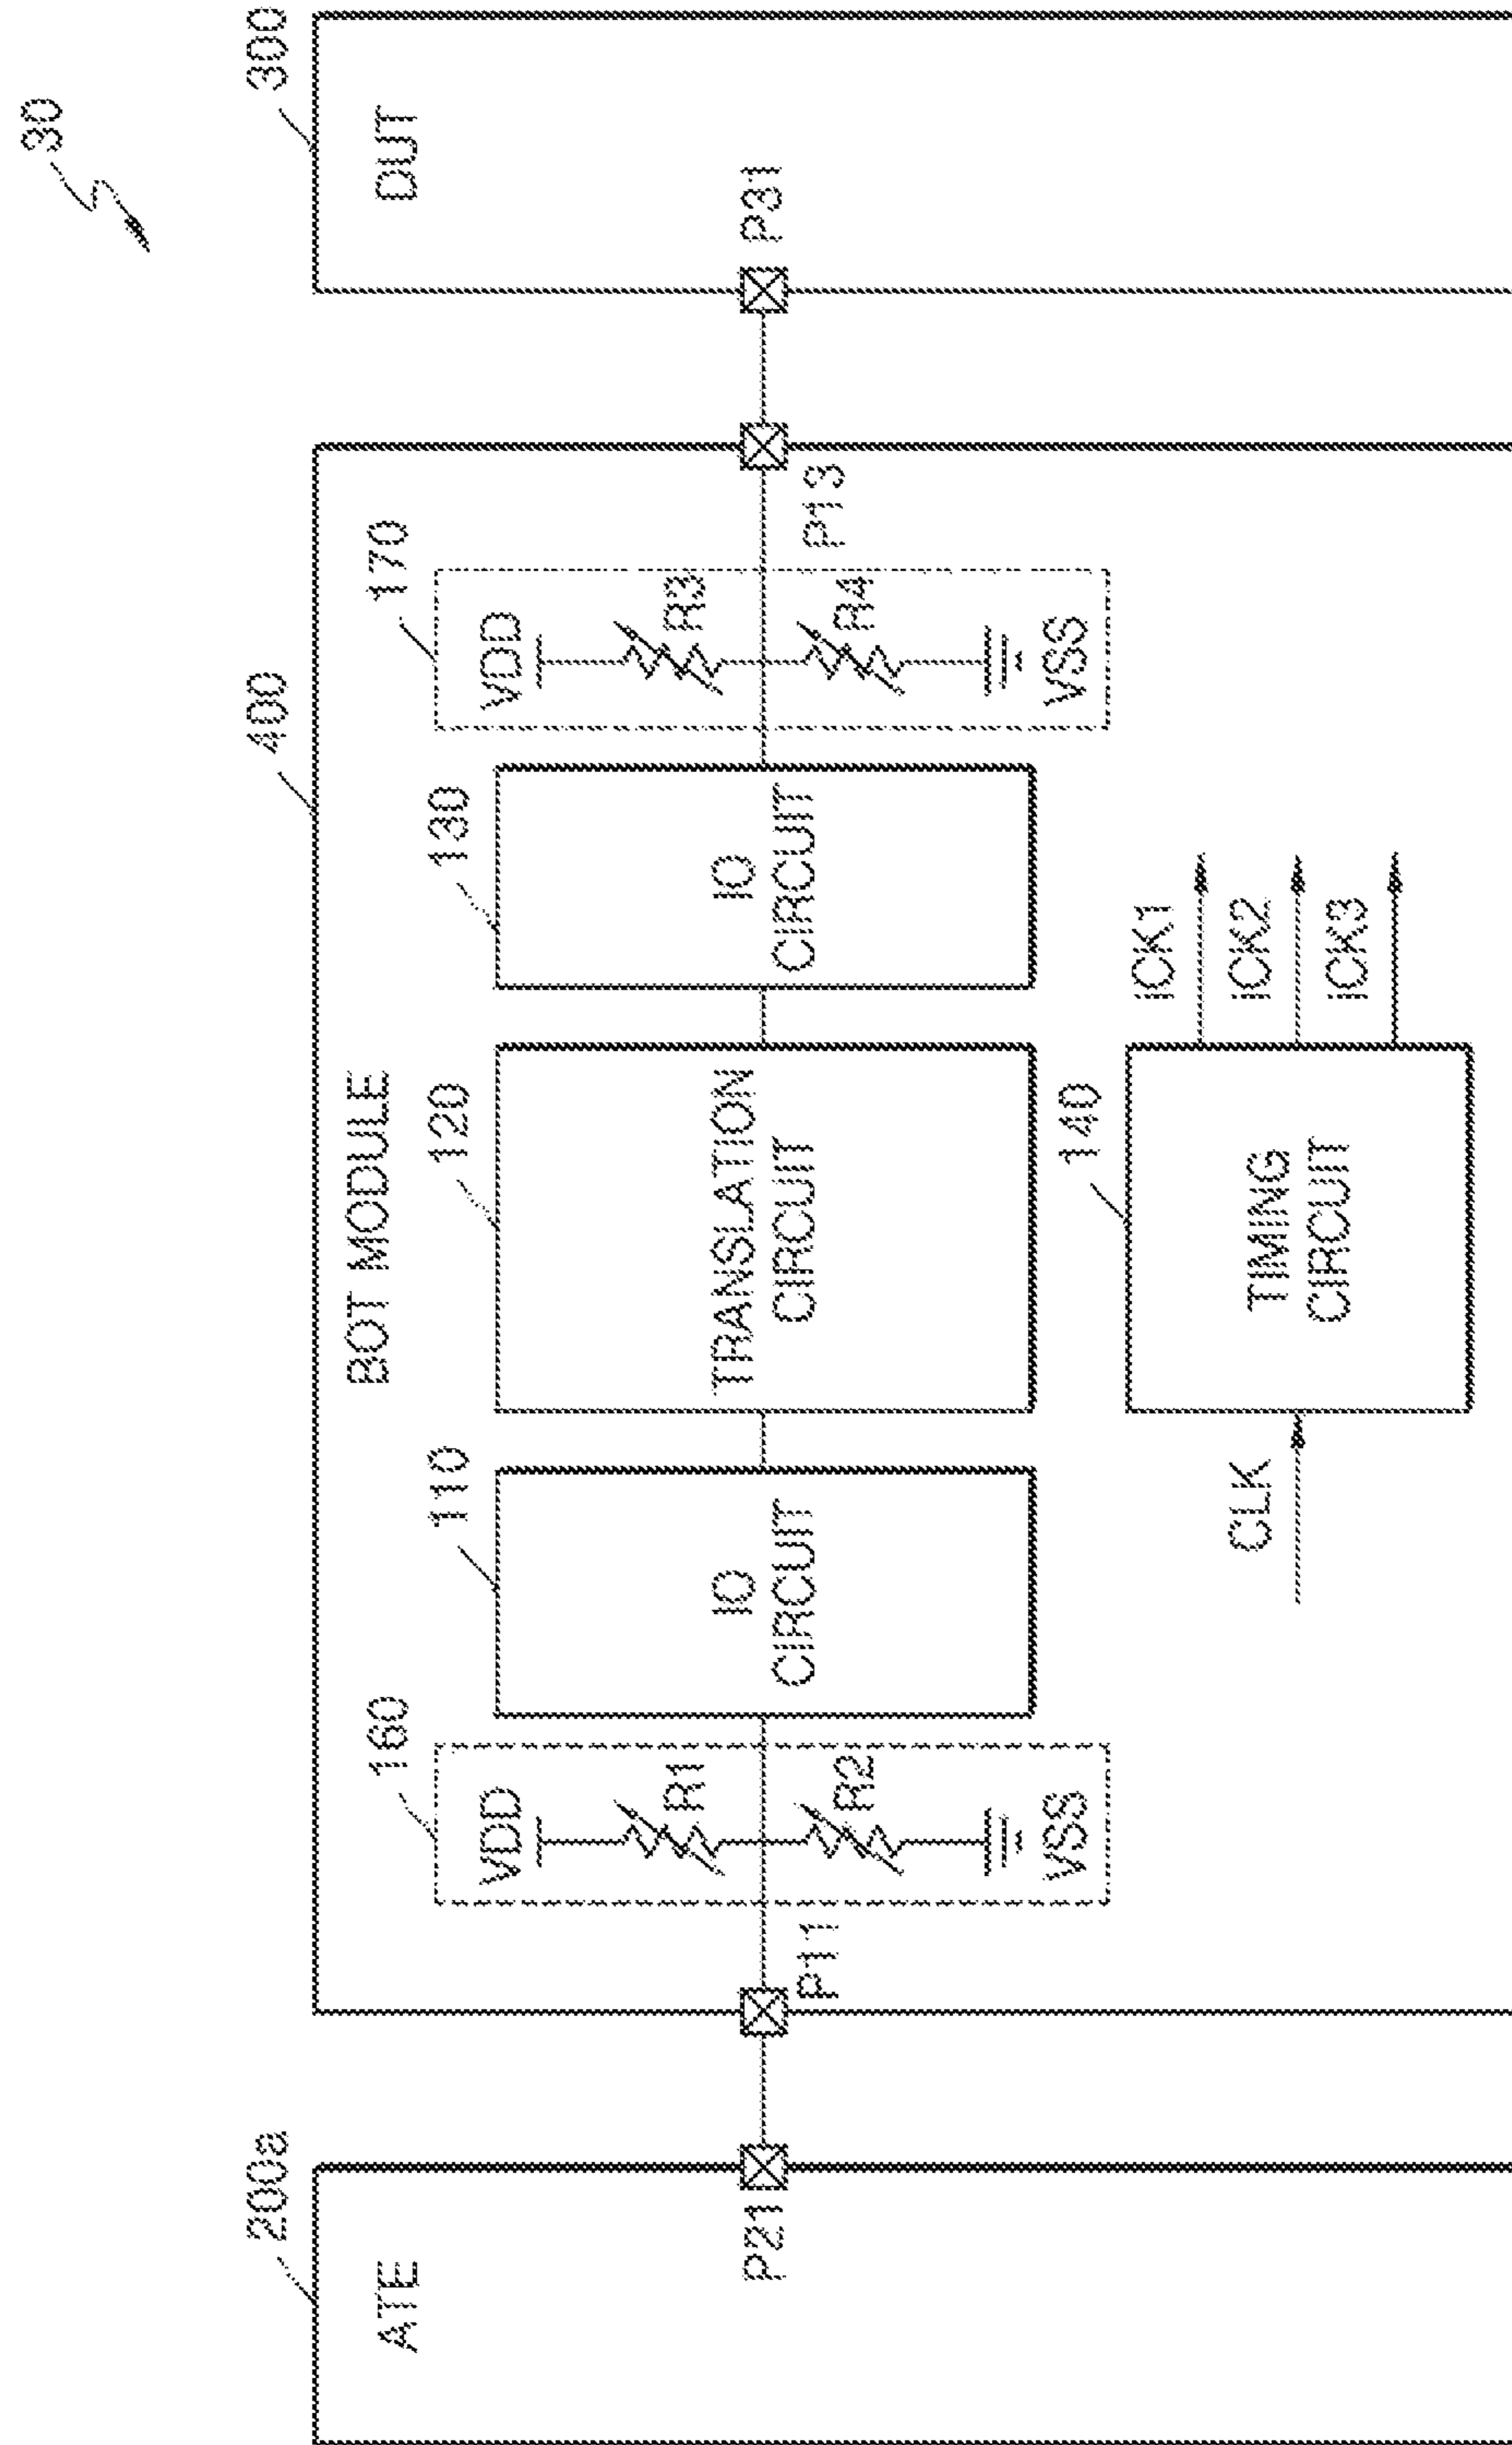 30
200a
400
300
ATE
BOT MODULE
DUT
160
110
120
130
170
VDD
R1
R2
VSS
IO
CIRCUIT
TRANSLATION
CIRCUIT
IO
CIRCUIT
VDD
R3
R4
VSS
P21
P11
P13
P31
140
CLK
TIMING
CIRCUIT
ICK1
ICK2
ICK3